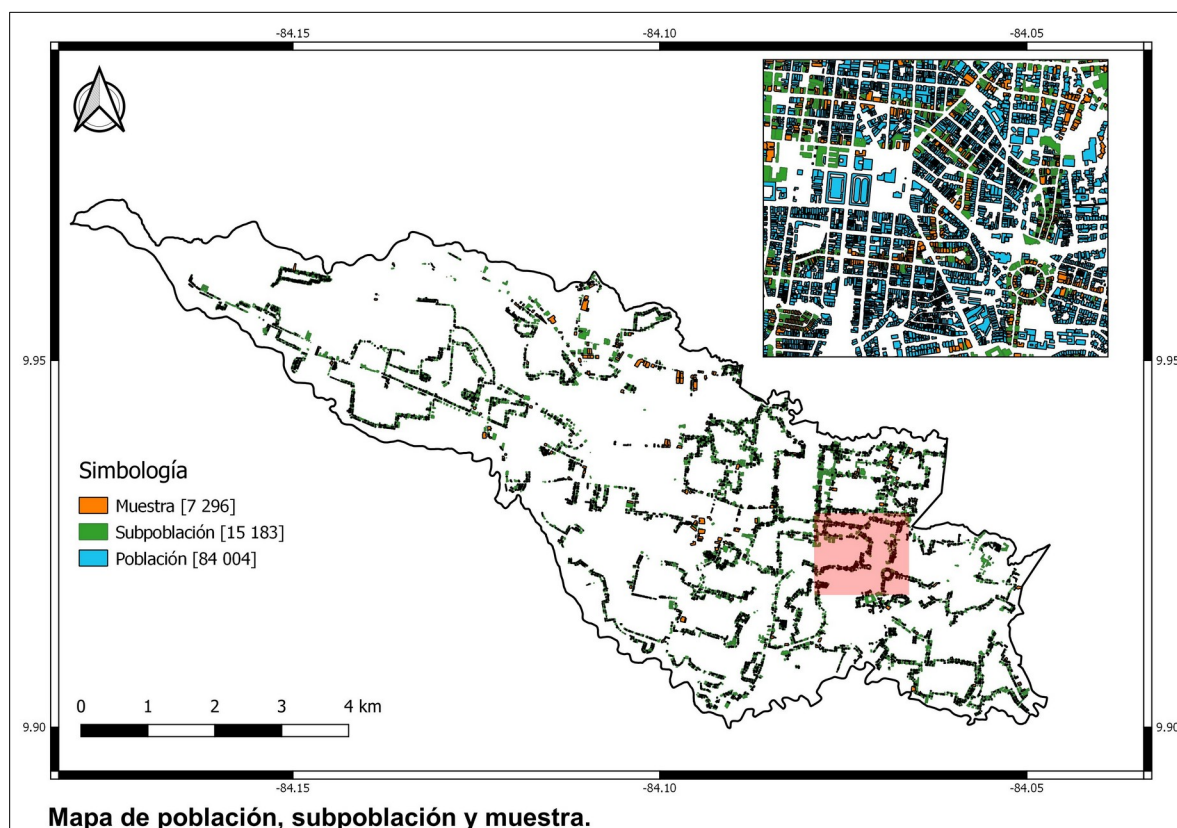 -84.15 -84.10 -84.05
9.95 9.95
Simbología
Muestra [7 296]
Subpoblación [15 183]
Población [84 004]
0 1 2 3 4 km
9.90 9.90
-84.15 -84.10 -84.05
Mapa de población, subpoblación y muestra.